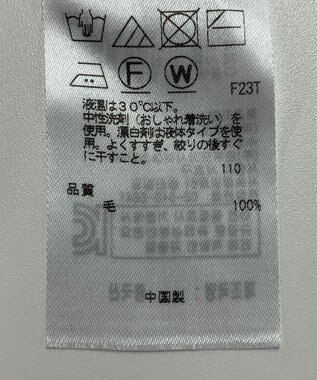 F W
F23T
液温は30℃以下。
中性洗剤(おしゃれ着洗い)を
使用。漂白剤は液体タイプを使
用。よくすすぎ、絞りの後すぐ
に干すこと。
110
品質
毛 100%
中国製